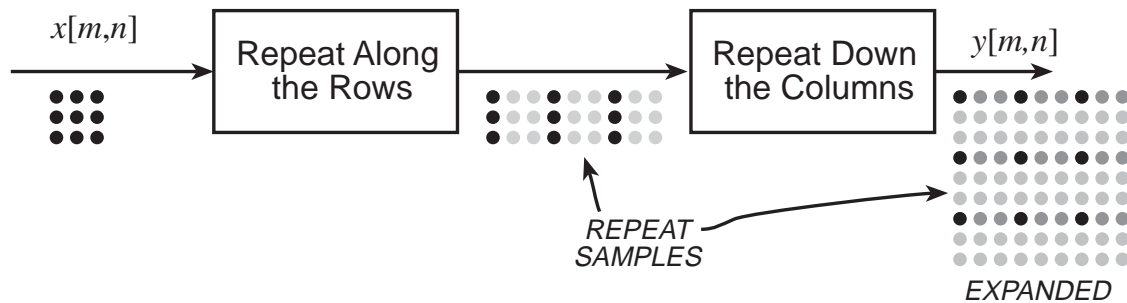 x[m,n]
Repeat Along
the Rows
Repeat Down
the Columns
y[m,n]
REPEAT
SAMPLES
EXPANDED